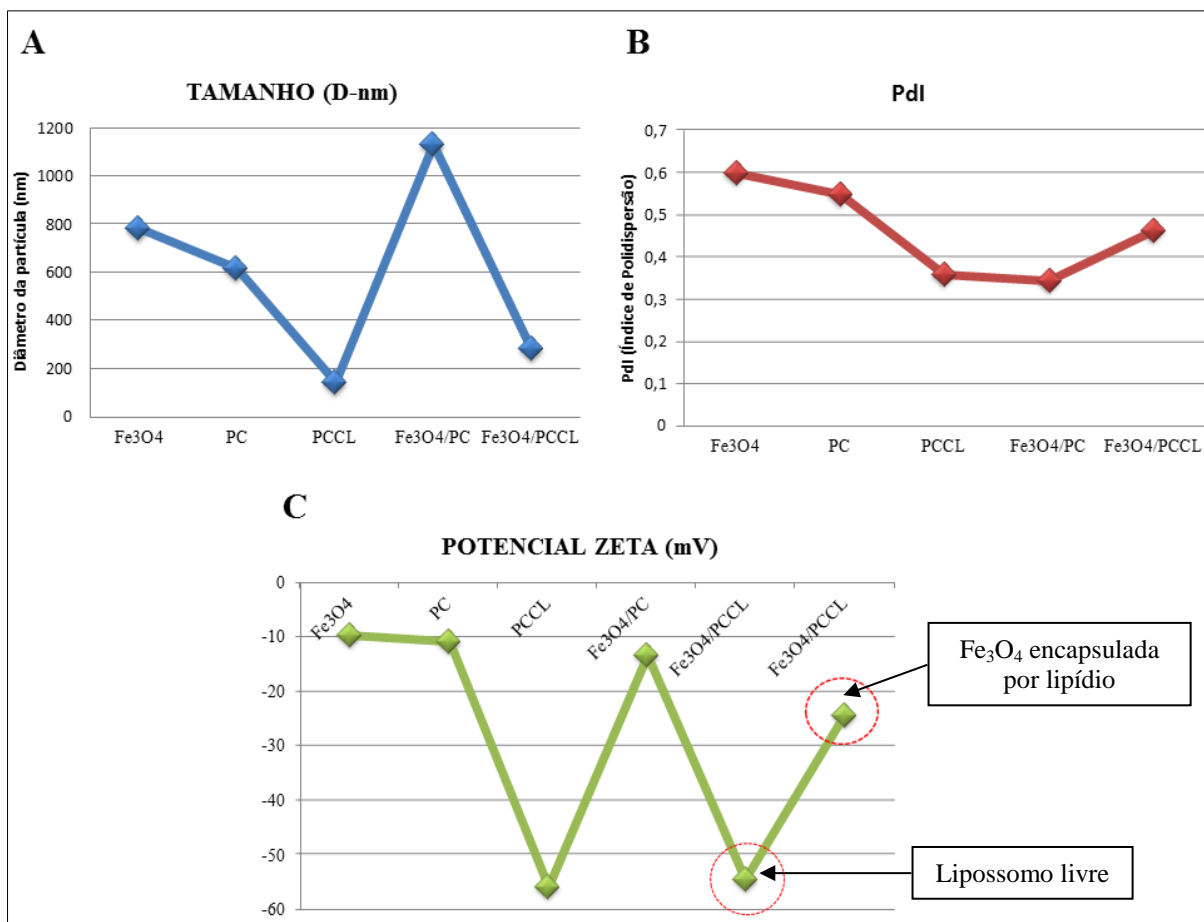 A
TAMANHO (D-nm)
Diâmetro da partícula (nm)
1200
1000
800
600
400
200
0
Fe3O4
PC
PCCL
Fe3O4/PC
Fe3O4/PCCL
B
PdI
PdI (Índice de Polidispersão)
0,7
0,6
0,5
0,4
0,3
0,2
0,1
0
Fe3O4
PC
PCCL
Fe3O4/PC
Fe3O4/PCCL
C
POTENCIAL ZETA (mV)
0
-10
-20
-30
-40
-50
-60
Fe3O4
PC
PCCL
Fe3O4/PC
Fe3O4/PCCL
Fe3O4/PCCL
Fe₃O₄ encapsulada
por lipídio
Lipossomo livre